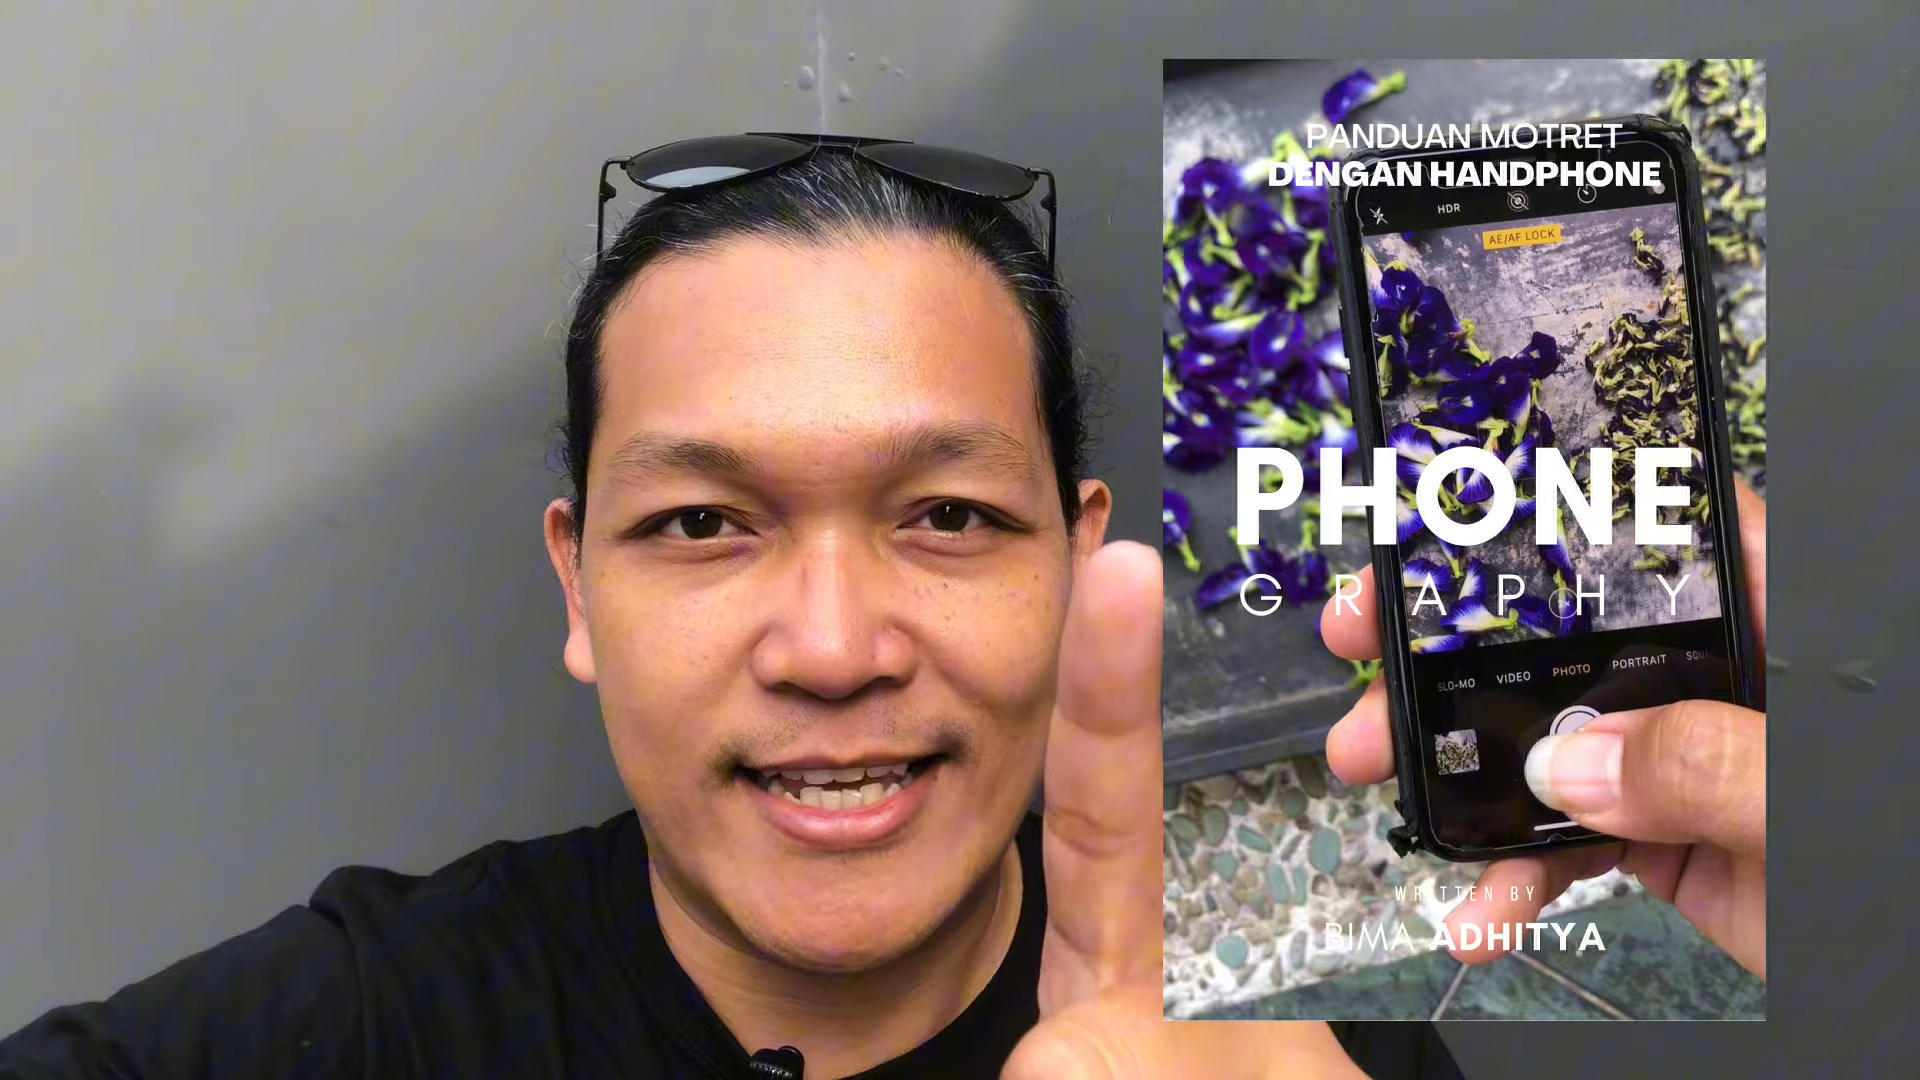 PANDUAN MOTRET
DENGAN HANDPHONE
HDR
AE/AF LOCK
PHONE
GRAPHY
SLO-MO VIDEO PHOTO PORTRAIT
WRITTEN BY
BIMA ADHITYA